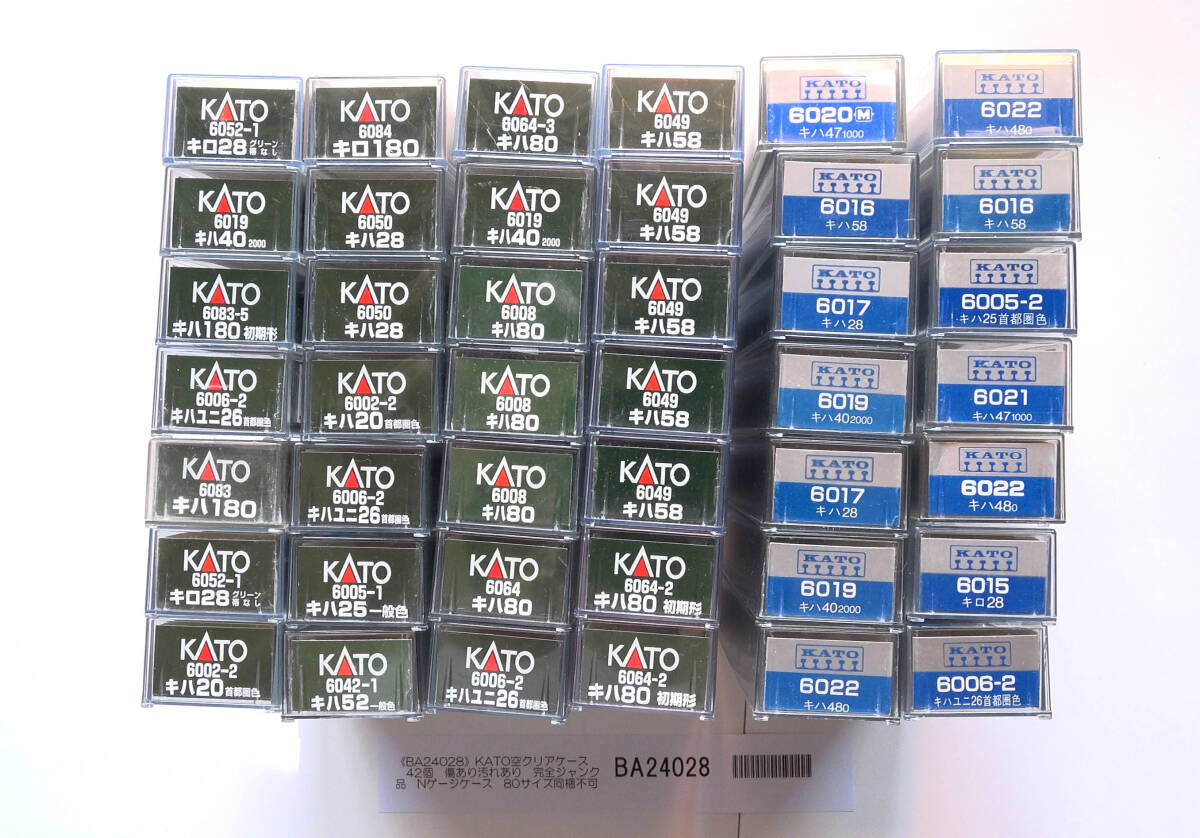 KATO
6052-1
キロ28 グリーン帯なし
KATO
6084
キロ180
KATO
6064-3
キハ80
KATO
6049
キハ58
KATO
6020 M
キハ47 1000
KATO
6022
キハ480
KATO
6019
キハ40 2000
KATO
6050
キハ28
KATO
6019
キハ40 2000
KATO
6049
キハ58
KATO
6016
キハ58
KATO
6016
キハ58
KATO
6083-5
キハ180 初期形
KATO
6050
キハ28
KATO
6008
キハ80
KATO
6049
キハ58
KATO
6017
キハ28
KATO
6005-2
キハ25首都圏色
KATO
6006-2
キハユニ26 首都圏色
KATO
6002-2
キハ20 首都圏色
KATO
6008
キハ80
KATO
6049
キハ58
KATO
6019
キハ40 2000
KATO
6021
キハ47 1000
KATO
6083
キハ180
KATO
6006-2
キハユニ26 首都圏色
KATO
6008
キハ80
KATO
6049
キハ58
KATO
6017
キハ28
KATO
6022
キハ480
KATO
6052-1
キロ28 グリーン帯なし
KATO
6005-1
キハ25 一般色
KATO
6064
キハ80
KATO
6064-2
キハ80 初期形
KATO
6019
キハ40 2000
KATO
6015
キロ28
KATO
6002-2
キハ20 首都圏色
KATO
6042-1
キハ52 一般色
KATO
6006-2
キハユニ26 首都圏色
KATO
6064-2
キハ80 初期形
KATO
6022
キハ480
KATO
6006-2
キハユニ26首都圏色
《BA24028》KATO空クリアケース
42個 傷あり汚れあり 完全ジャンク
品 Nゲージケース 80サイズ同梱不可
BA24028